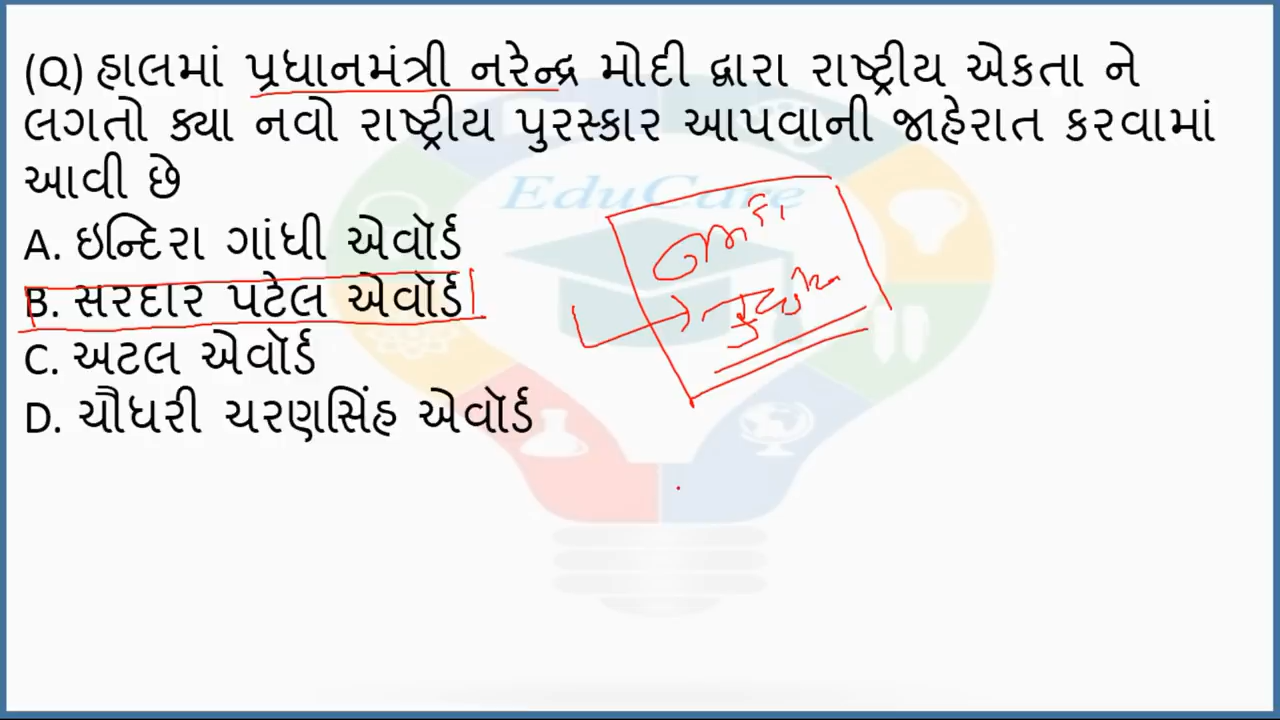 (Q) હાલમાં પ્રધાનમંત્રી નરેન્દ્ર મોદી દ્વારા રાષ્ટ્રીય એકતા ને
લગતો ક્યા નવો રાષ્ટ્રીય પુરસ્કાર આપવાની જાહેરાત કરવામાં
આવી છે
EduCare
A. ઇન્દિરા ગાંધી એવૉર્ડ
B. સરદાર પટેલ એવૉર્ડ
C. અટલ એવૉર્ડ
D. ચૌધરી ચરણસિંહ એવૉર્ડ